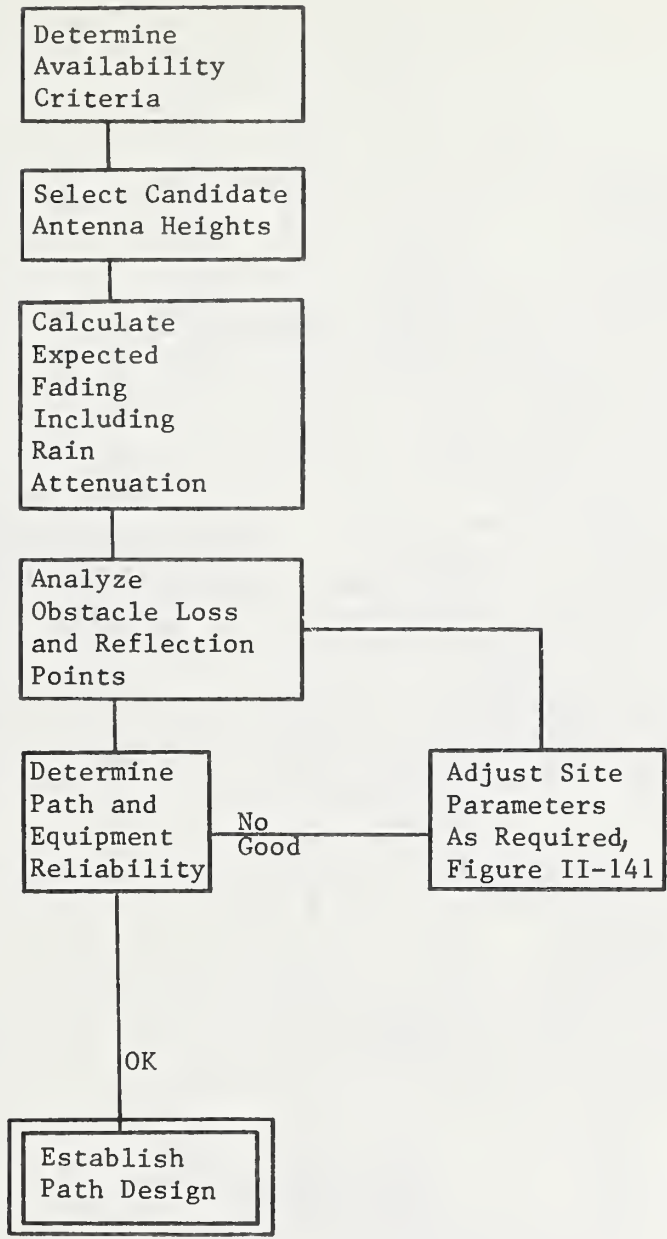 Determine
Availability
Criteria
Select Candidate
Antenna Heights
Calculate
Expected
Fading
Including
Rain
Attenuation
Analyze
Obstacle Loss
and Reflection
Points
Determine
Path and
Equipment
Reliability
No
Good
Adjust Site
Parameters
As Required,
Figure II-141
OK
Establish
Path Design